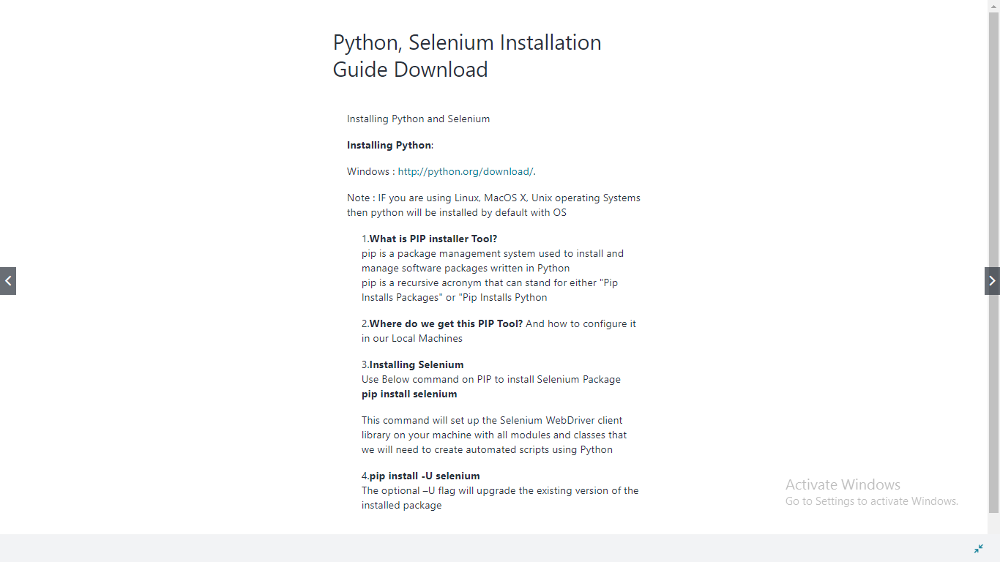 Python, Selenium Installation
Guide Download
Installing Python and Selenium
Installing Python:
Windows : http://python.org/download/.
Note : IF you are using Linux, MacOS X, Unix operating Systems
then python will be installed by default with OS
1.What is PIP installer Tool?
pip is a package management system used to install and
manage software packages written in Python
pip is a recursive acronym that can stand for either "Pip
Installs Packages" or "Pip Installs Python
2.Where do we get this PIP Tool? And how to configure it
in our Local Machines
3.Installing Selenium
Use Below command on PIP to install Selenium Package
pip install selenium
This command will set up the Selenium WebDriver client
library on your machine with all modules and classes that
we will need to create automated scripts using Python
4.pip install -U selenium
The optional –U flag will upgrade the existing version of the
installed package
Activate Windows
Go to Settings to activate Windows.